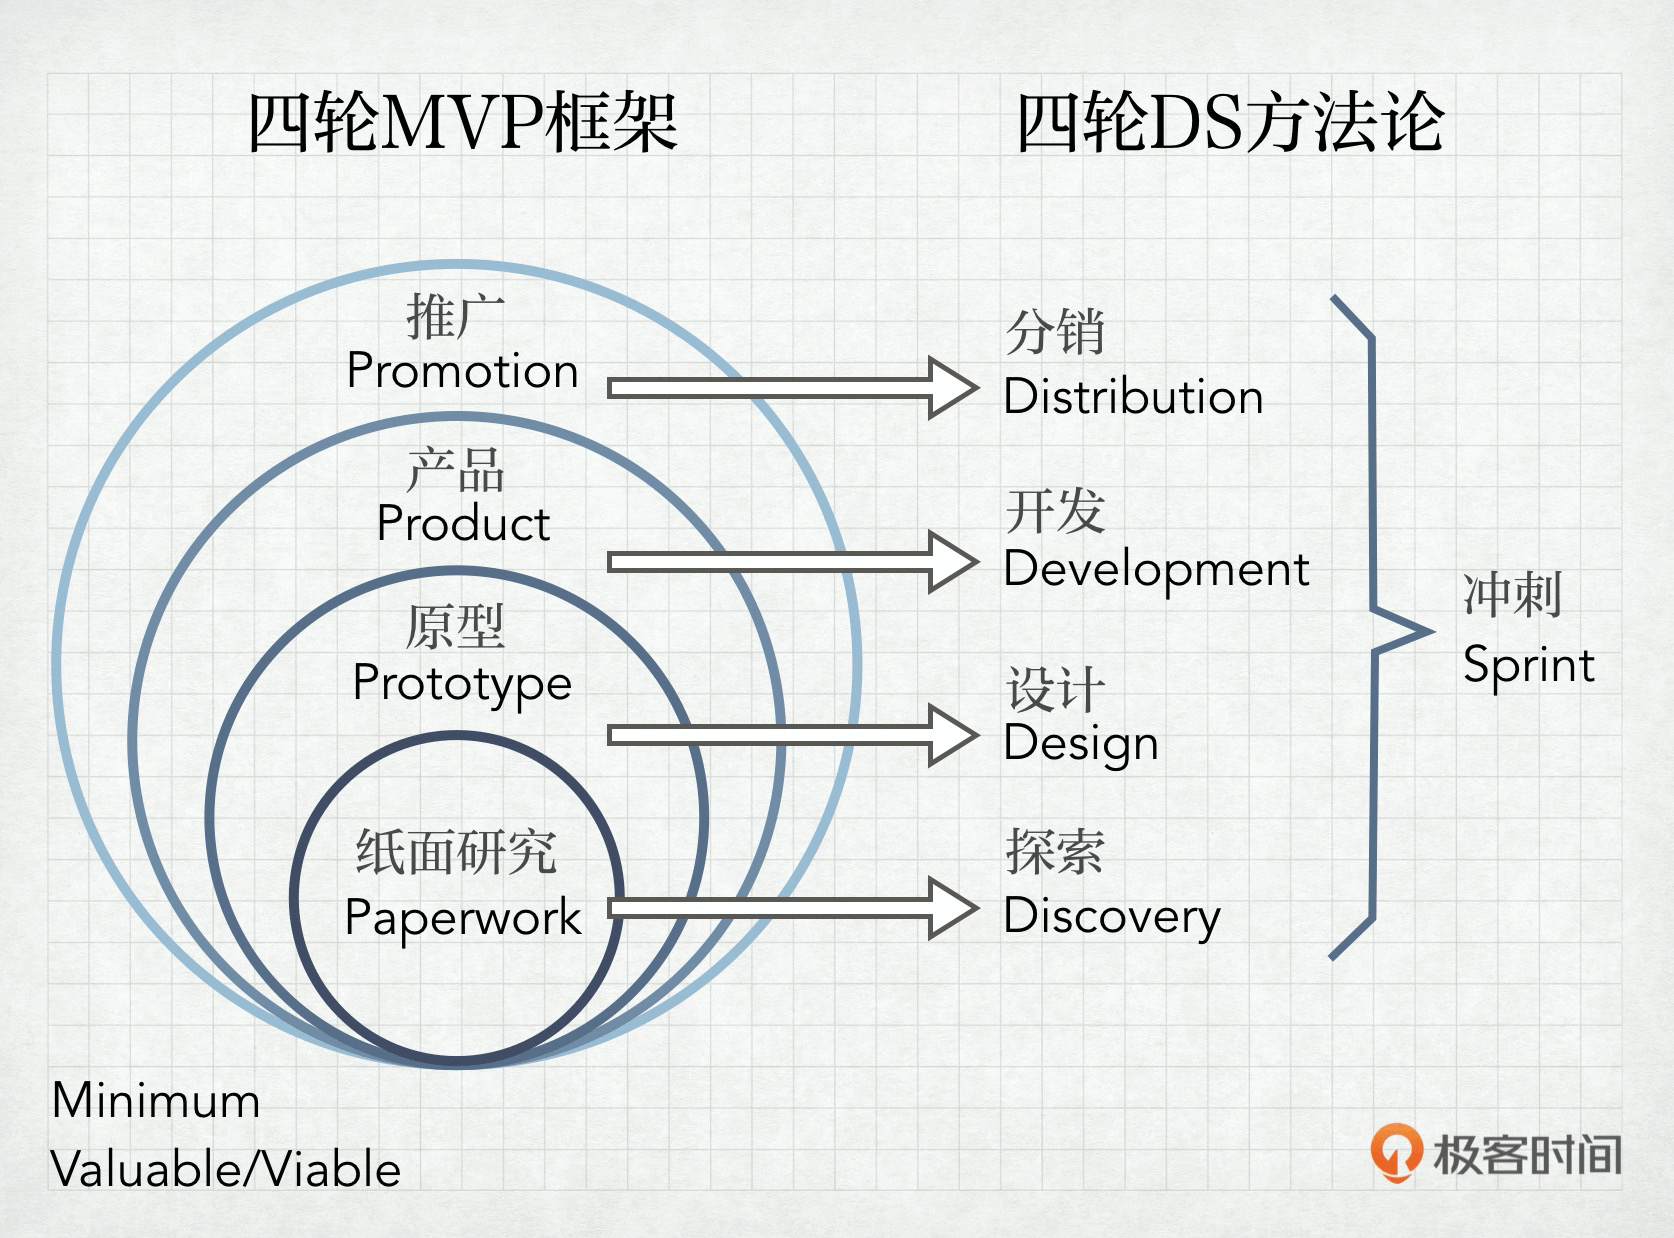 四轮MVP框架
四轮DS方法论
推广
Promotion
产品
Product
原型
Prototype
纸面研究
Paperwork
分销
Distribution
开发
Development
设计
Design
探索
Discovery
冲刺
Sprint
Minimum
Valuable/Viable
极客时间